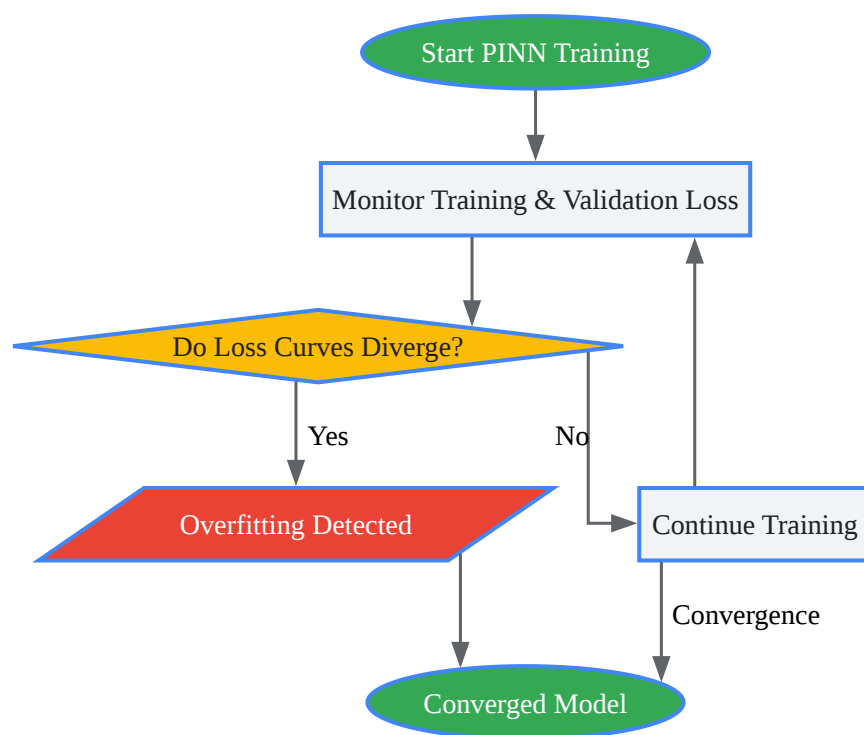 Start PINN Training
Monitor Training & Validation Loss
Do Loss Curves Diverge?
Yes
No
Overfitting Detected
Continue Training
Convergence
Converged Model